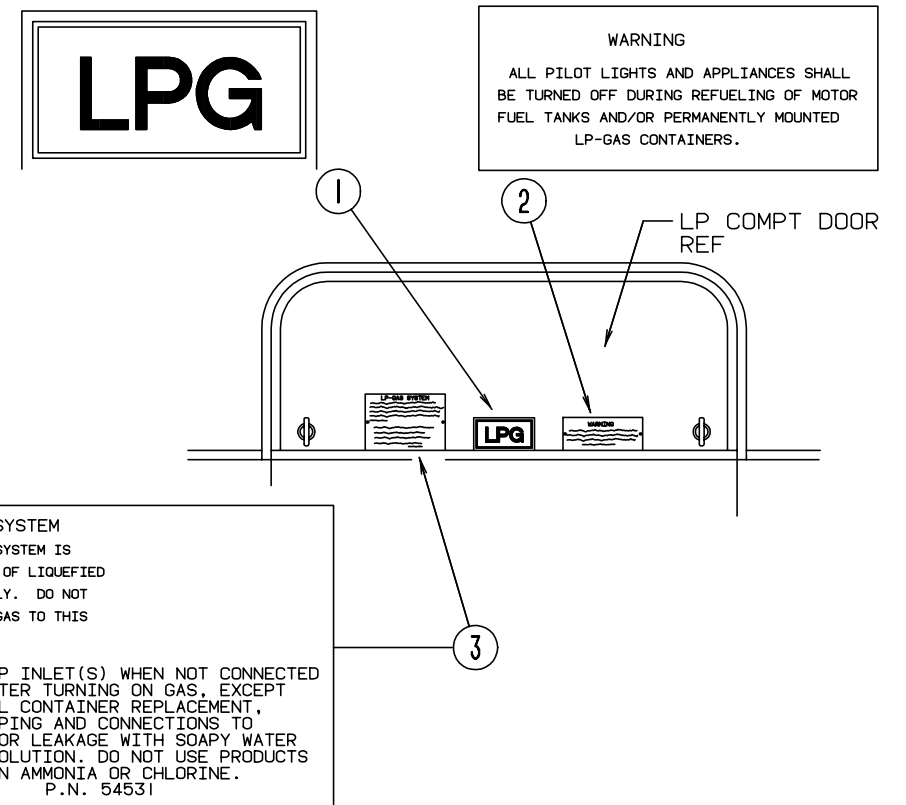 LPG
WARNING
ALL PILOT LIGHTS AND APPLIANCES SHALL
BE TURNED OFF DURING REFUELING OF MOTOR
FUEL TANKS AND/OR PERMANENTLY MOUNTED
LP-GAS CONTAINERS.
1
2
LP COMPT DOOR
REF
LP-GAS SYSTEM
LPG
WARNING
SYSTEM
SYSTEM IS
OF LIQUEFIED
LY. DO NOT
GAS TO THIS
3
P INLET(S) WHEN NOT CONNECTED
TER TURNING ON GAS, EXCEPT
L CONTAINER REPLACEMENT,
PING AND CONNECTIONS TO
OR LEAKAGE WITH SOAPY WATER
OLUTION. DO NOT USE PRODUCTS
N AMMONIA OR CHLORINE.
P.N. 54531